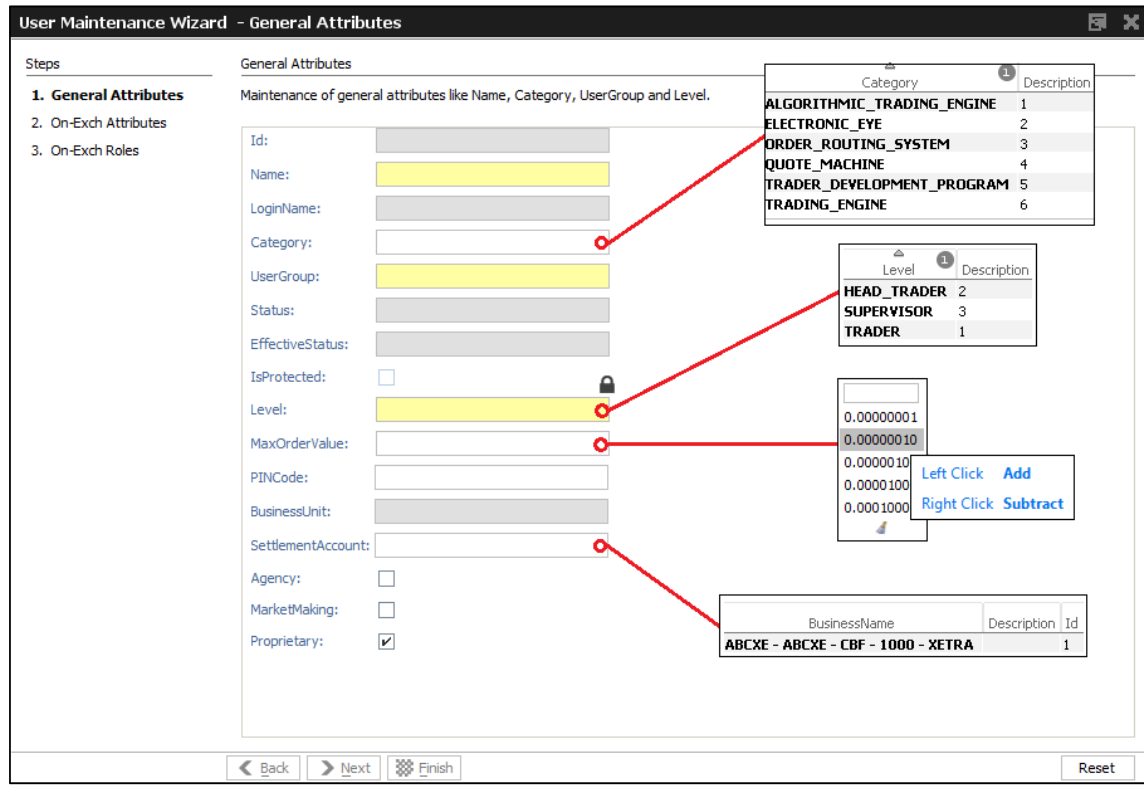 User Maintenance Wizard - General Attributes
Steps
1. General Attributes
2. On-Exch Attributes
3. On-Exch Roles
General Attributes
Maintenance of general attributes like Name, Category, UserGroup and Level.
Id:
Name:
LoginName:
Category:
UserGroup:
Status:
EffectiveStatus:
IsProtected:
Level:
MaxOrderValue:
PINCode:
BusinessUnit:
SettlementAccount:
Agency:
MarketMaking:
Proprietary:
Category 1 Description
ALGORITHMIC_TRADING_ENGINE 1
ELECTRONIC_EYE 2
ORDER_ROUTING_SYSTEM 3
QUOTE_MACHINE 4
TRADER_DEVELOPMENT_PROGRAM 5
TRADING_ENGINE 6
Level 1 Description
HEAD_TRADER 2
SUPERVISOR 3
TRADER 1
0.00000001
0.00000010
0.0000010
0.0000100
0.0001000
Left Click Add
Right Click Subtract
BusinessName Description Id
ABCXE - ABCXE - CBF - 1000 - XETRA 1
Back Next Finish Reset